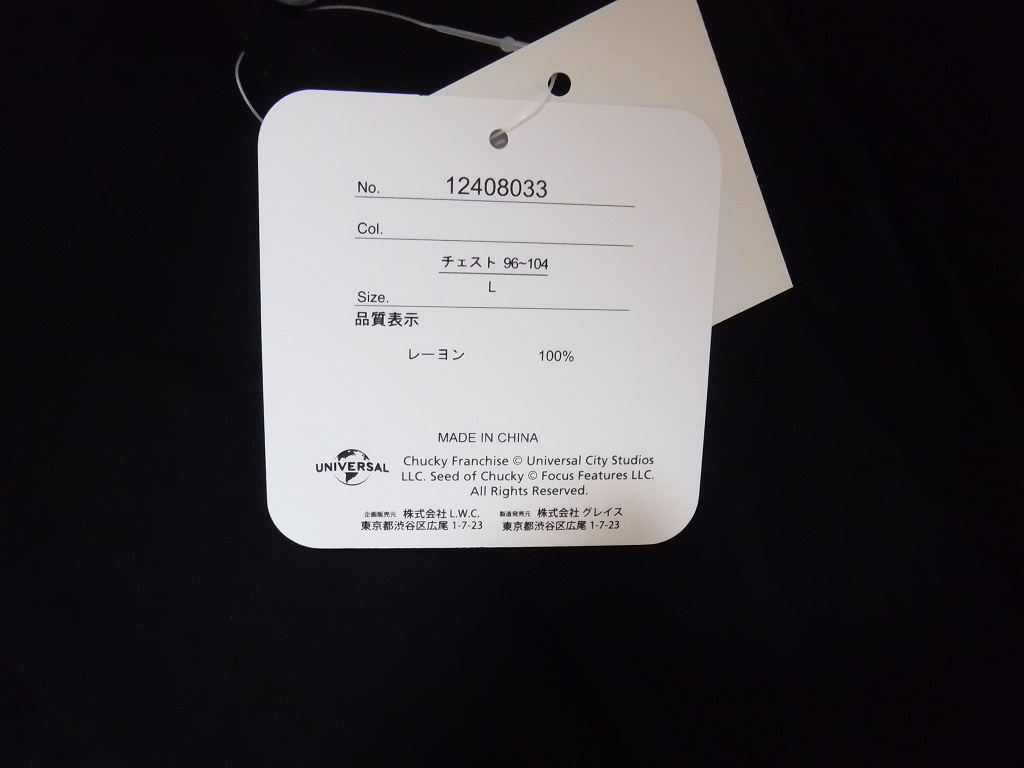 No. 12408033
Col.
チェスト 96~104
L
Size.
品質表示
レーヨン 100%
MADE IN CHINA
UNIVERSAL
Chucky Franchise © Universal City Studios
LLC. Seed of Chucky © Focus Features LLC.
All Rights Reserved.
企画販売元 株式会社 L.W.C. 製造発売元 株式会社 グレイス
東京都渋谷区広尾 1-7-23 東京都渋谷区広尾 1-7-23